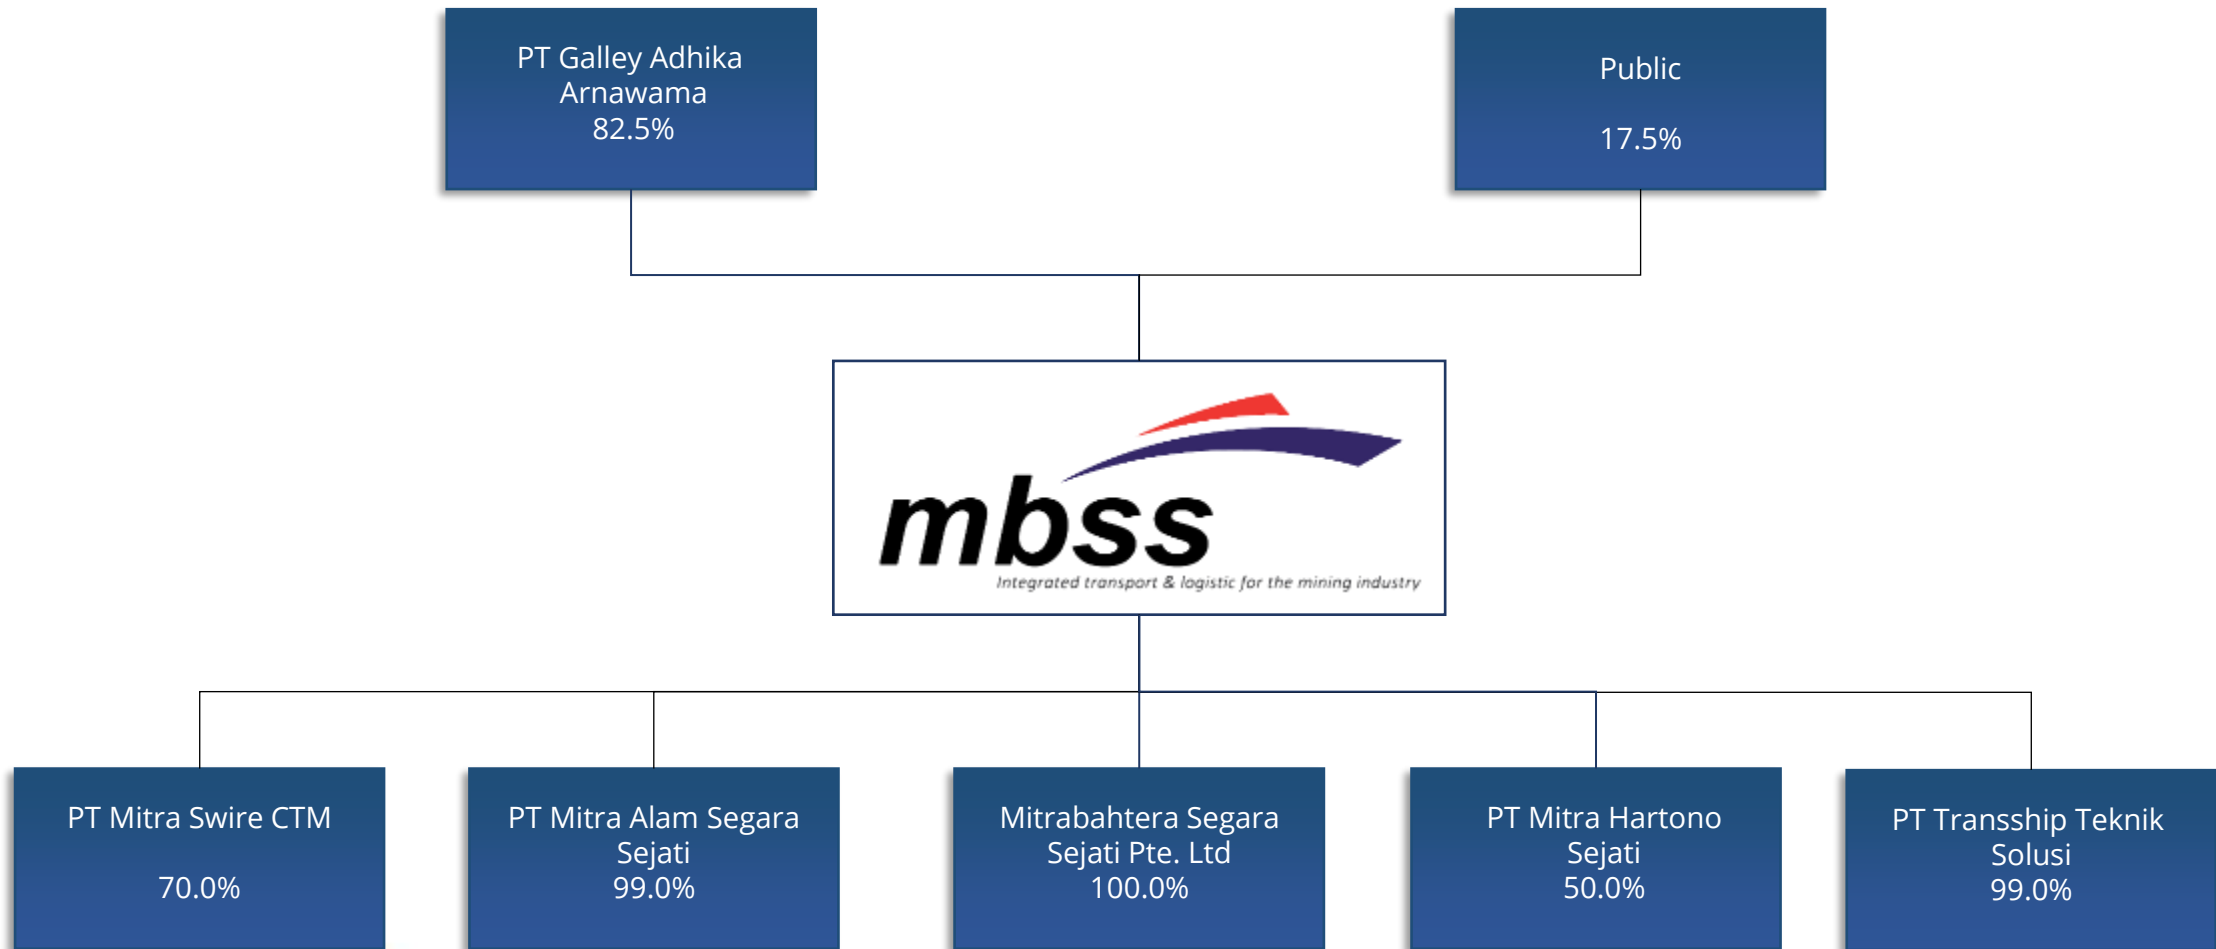 PT Galley Adhika
Arnawama
82.5%
Public
17.5%
mbss
Integrated transport & logistic for the mining industry
PT Mitra Swire CTM
70.0%
PT Mitra Alam Segara
Sejati
99.0%
Mitrabahtera Segara
Sejati Pte. Ltd
100.0%
PT Mitra Hartono
Sejati
50.0%
PT Transship Teknik
Solusi
99.0%